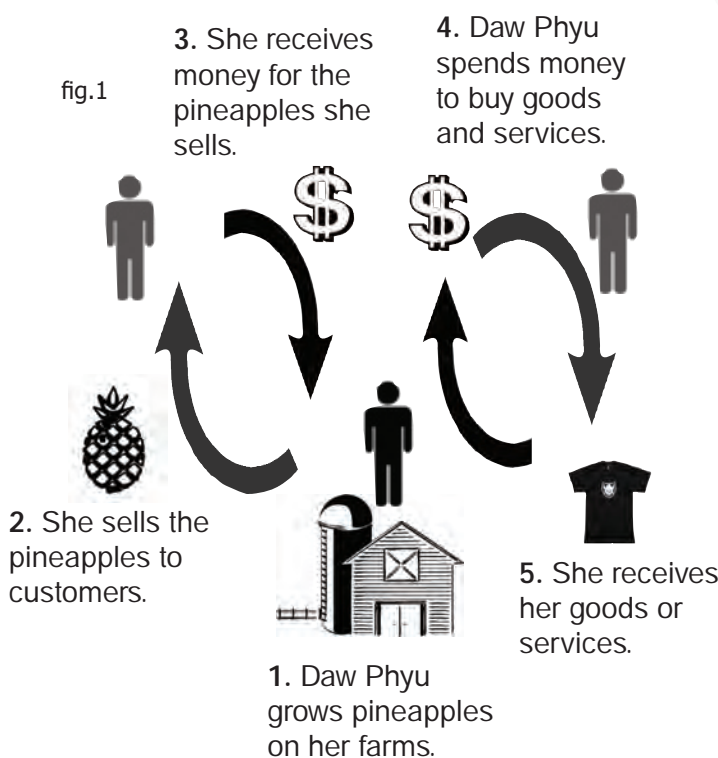 fig.1
3. She receives
money for the
pineapples she
sells.
4. Daw Phyu
spends money
to buy goods
and services.
2. She sells the
pineapples to
customers.
5. She receives
her goods or
services.
1. Daw Phyu
grows pineapples
on her farms.